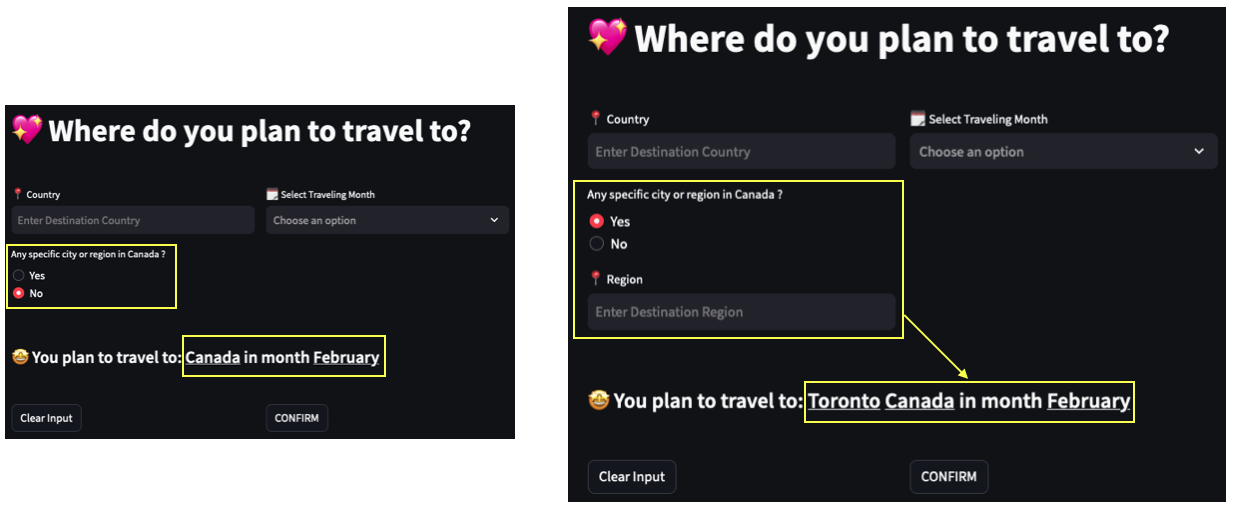 💖 Where do you plan to travel to?
📍 Country
🗓️ Select Traveling Month
Enter Destination Country
Choose an option
Any specific city or region in Canada ?
Yes
No
🤩 You plan to travel to: Canada in month February
Clear Input
CONFIRM
💖 Where do you plan to travel to?
📍 Country
🗓️ Select Traveling Month
Enter Destination Country
Choose an option
Any specific city or region in Canada ?
Yes
No
📍 Region
Enter Destination Region
🤩 You plan to travel to: Toronto Canada in month February
Clear Input
CONFIRM